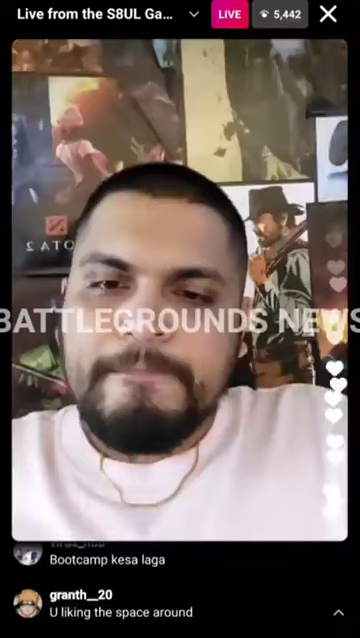 Live from the S8UL Ga...
LIVE
5,442
DOTA 2
BATTLEGROUNDS NEWS
Bootcamp kesa laga
granth__20
U liking the space around